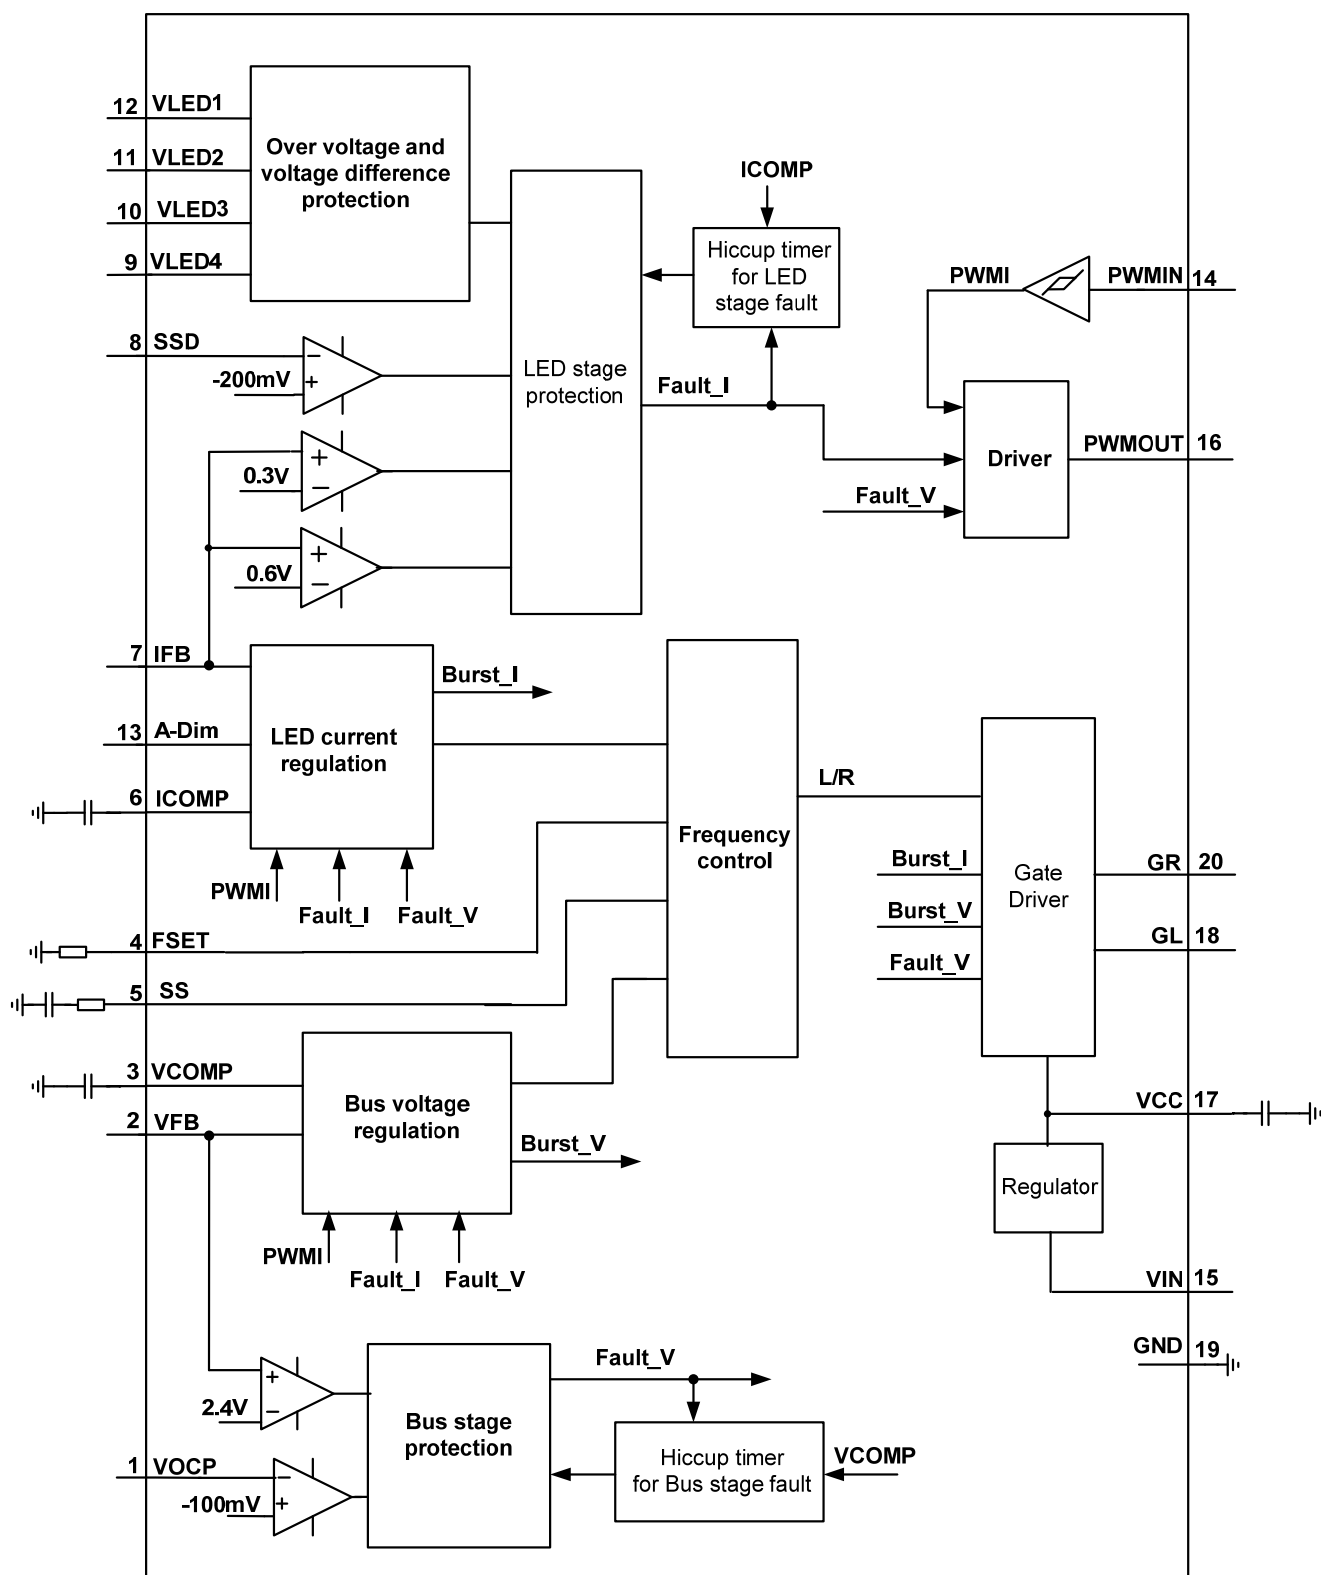 12 VLED1
11 VLED2
10 VLED3
9 VLED4
Over voltage and
voltage difference
protection
8 SSD
-200mV
−
+
0.3V
+
−
0.6V
+
−
LED stage
protection
ICOMP
Hiccup timer
for LED
stage fault
Fault_I
PWMI
PWMIN 14
Driver
PWMOUT 16
Fault_V
7 IFB
13 A-Dim
6 ICOMP
LED current
regulation
Burst_I
PWMI
Fault_I
Fault_V
4 FSET
5 SS
Frequency
control
L/R
Burst_I
Burst_V
Fault_V
Gate
Driver
GR 20
GL 18
3 VCOMP
2 VFB
Bus voltage
regulation
Burst_V
PWMI
Fault_I
Fault_V
VCC 17
Regulator
VIN 15
GND 19
2.4V
+
−
1 VOCP
-100mV
−
+
Bus stage
protection
Fault_V
Hiccup timer
for Bus stage fault
VCOMP